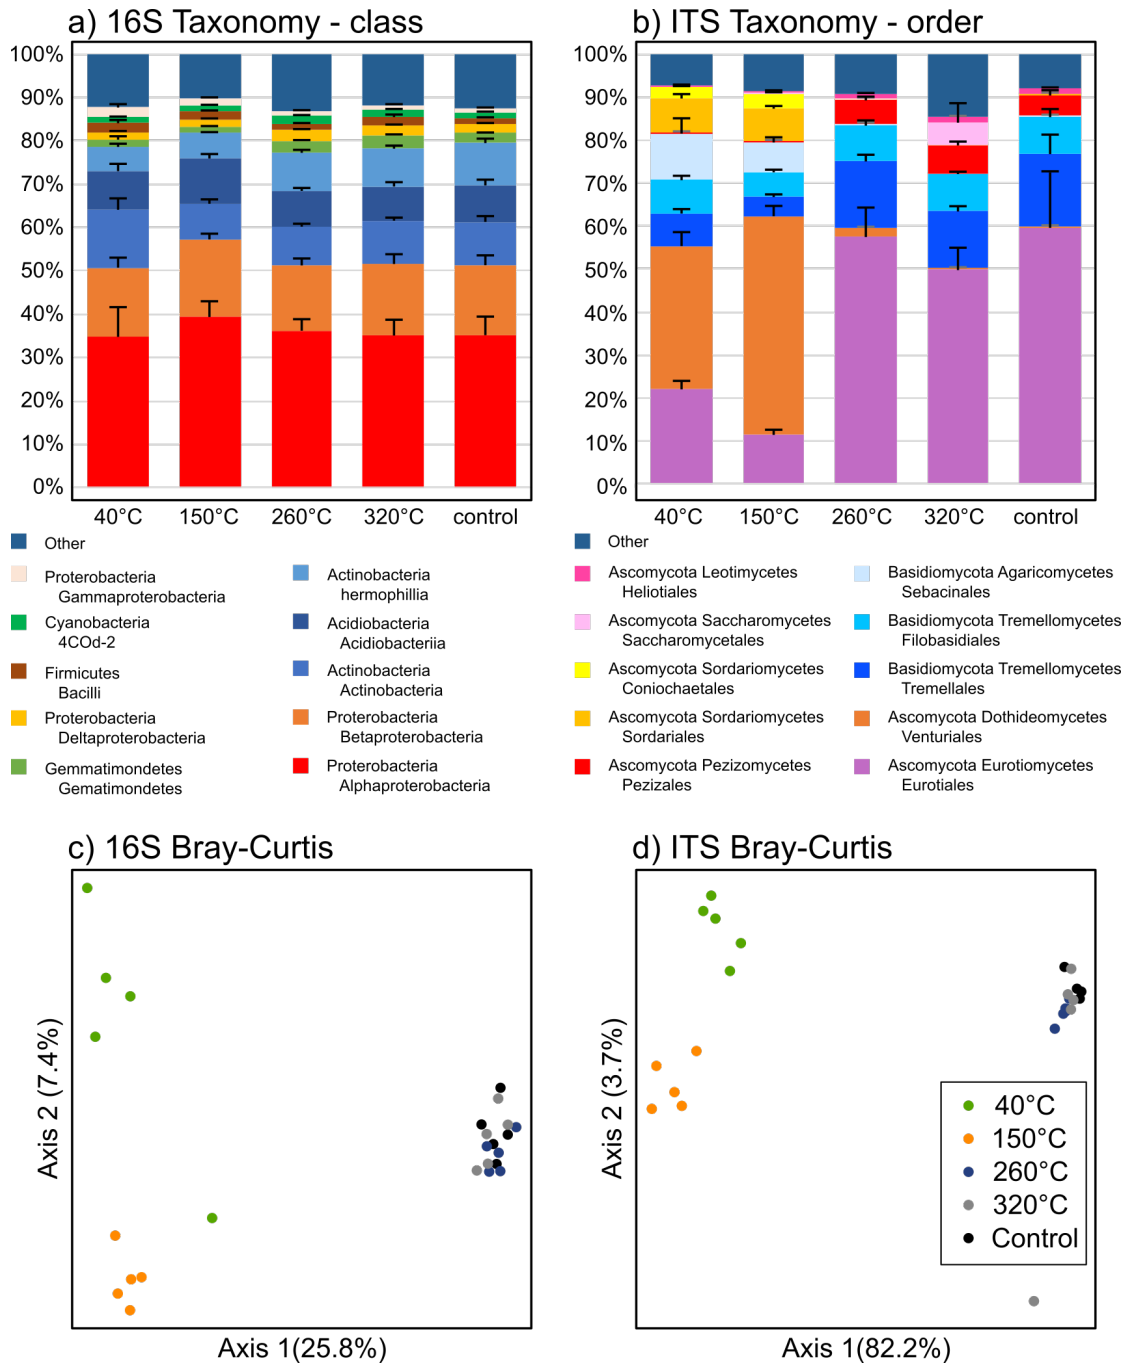 a) 16S Taxonomy - class
100%
90%
80%
70%
60%
50%
40%
30%
20%
10%
0%
40°C 150°C 260°C 320°C control
Other
Proterobacteria
Gammaproterobacteria
Cyanobacteria
4COd-2
Firmicutes
Bacilli
Proterobacteria
Deltaproterobacteria
Gemmatimondetes
Gematimondetes
Actinobacteria
hermophillia
Acidiobacteria
Acidiobacteriia
Actinobacteria
Actinobacteria
Proterobacteria
Betaproterobacteria
Proterobacteria
Alphaproterobacteria
b) ITS Taxonomy - order
100%
90%
80%
70%
60%
50%
40%
30%
20%
10%
0%
40°C 150°C 260°C 320°C control
Other
Ascomycota Leotimycetes
Heliotiales
Ascomycota Saccharomycetes
Saccharomycetales
Ascomycota Sordariomycetes
Coniochaetales
Ascomycota Sordariomycetes
Sordariales
Ascomycota Pezizomycetes
Pezizales
Basidiomycota Agaricomycetes
Sebacinales
Basidiomycota Tremellomycetes
Filobasidiales
Basidiomycota Tremellomycetes
Tremellales
Ascomycota Dothideomycetes
Venturiales
Ascomycota Eurotiomycetes
Eurotiales
c) 16S Bray-Curtis
Axis 2 (7.4%)
Axis 1(25.8%)
d) ITS Bray-Curtis
Axis 2 (3.7%)
40°C
150°C
260°C
320°C
Control
Axis 1(82.2%)